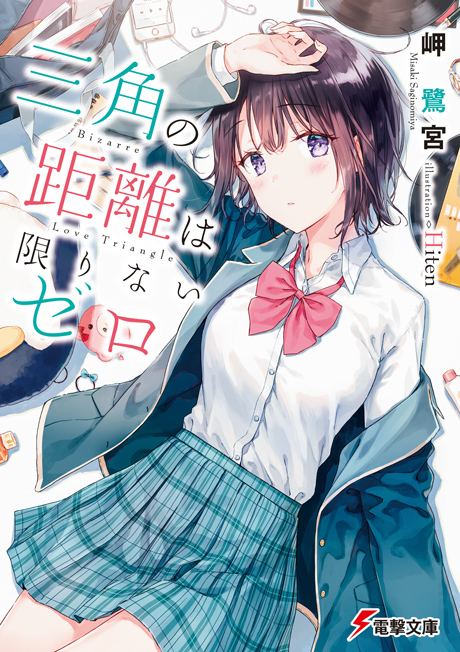 三角の
Bizarre
距離は
Love Triangle
限りない
ゼロ
岬 鷺宮
Misaki Saginomiya
illustration◇Hiten
電撃文庫